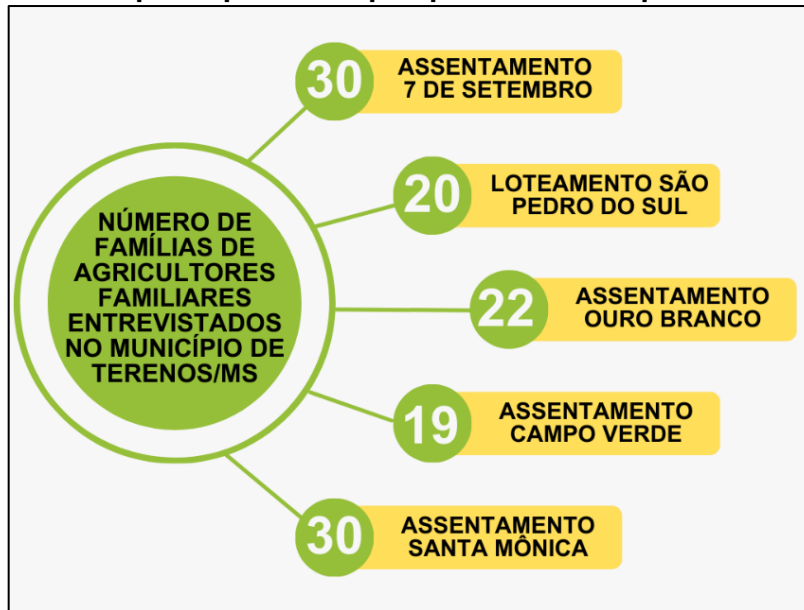 NÚMERO DE
FAMÍLIAS DE
AGRICULTORES
FAMILIARES
ENTREVISTADOS
NO MUNICÍPIO DE
TERENOS/MS
30
ASSENTAMENTO
7 DE SETEMBRO
20
LOTEAMENTO SÃO
PEDRO DO SUL
22
ASSENTAMENTO
OURO BRANCO
19
ASSENTAMENTO
CAMPO VERDE
30
ASSENTAMENTO
SANTA MÔNICA